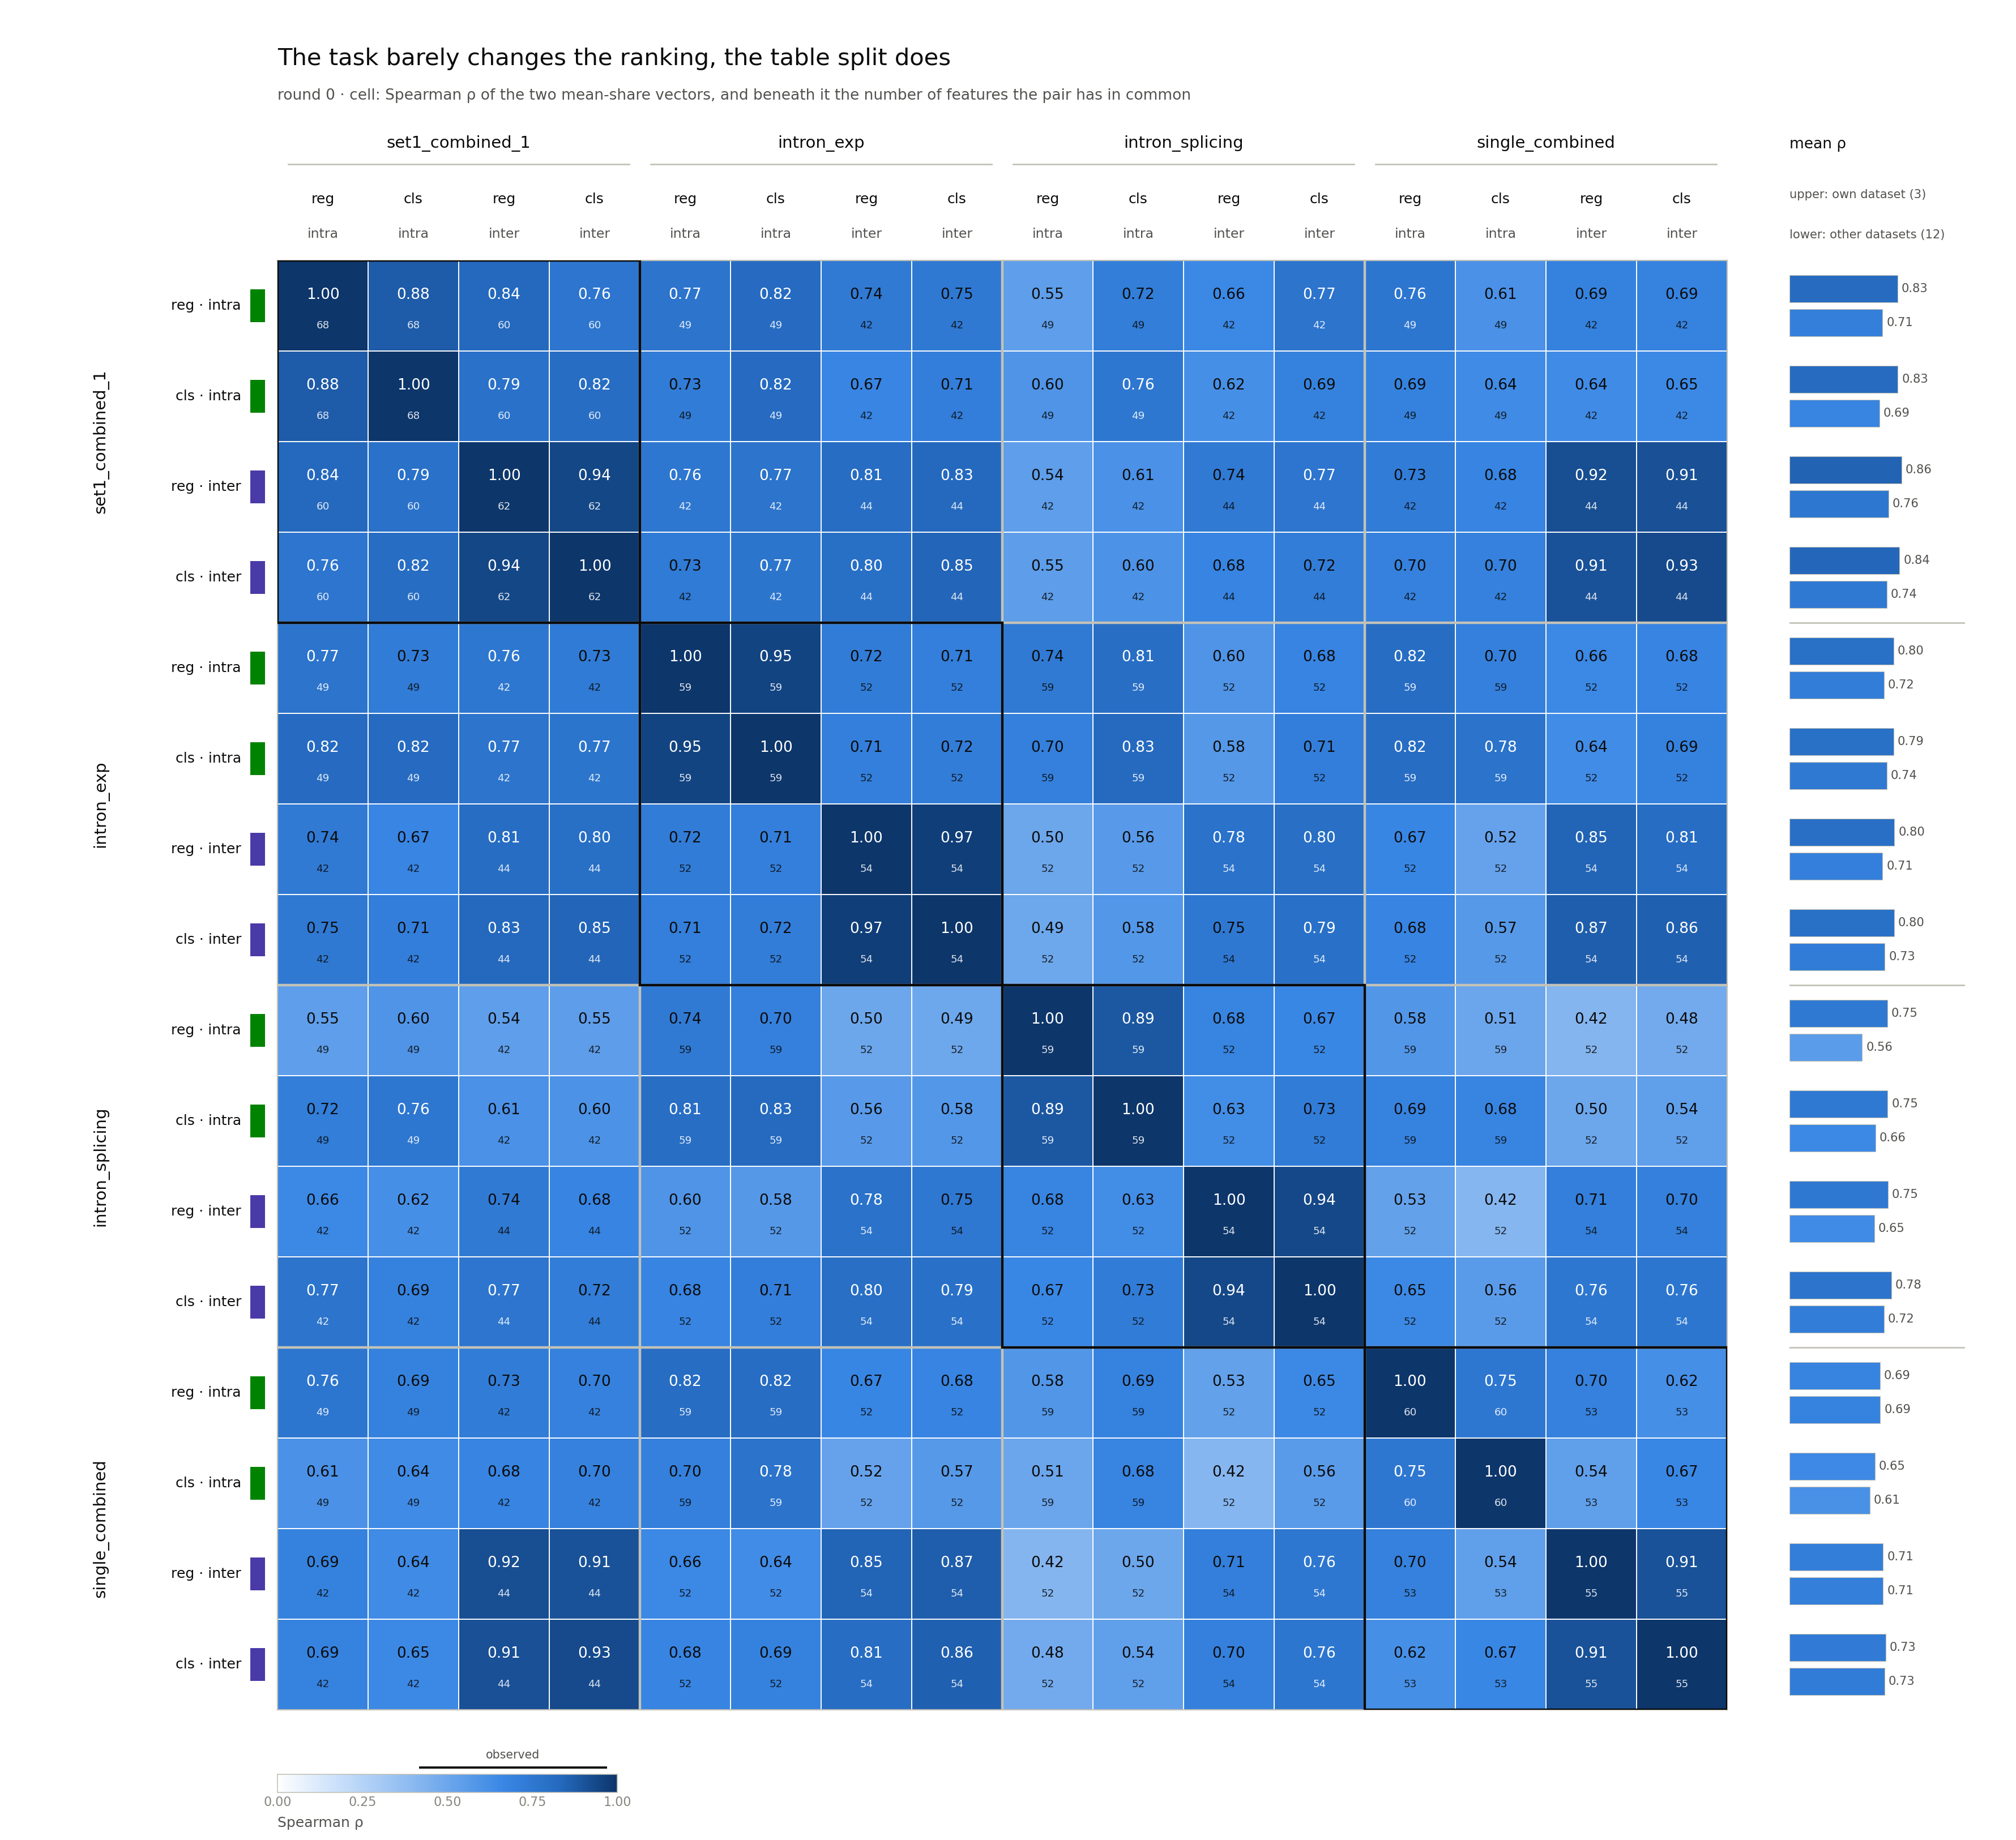 The task barely changes the ranking, the table split does
round 0 · cell: Spearman ρ of the two mean-share vectors, and beneath it the number of features the pair has in common
set1_combined_1 intron_exp intron_splicing single_combined mean ρ
reg cls reg cls reg cls reg cls reg cls reg cls reg cls reg cls upper: own dataset (3)
intra intra inter inter intra intra inter inter intra intra inter inter intra intra inter inter lower: other datasets (12)
set1_combined_1
reg · intra 1.00 0.88 0.84 0.76 0.77 0.82 0.74 0.75 0.55 0.72 0.66 0.77 0.76 0.61 0.69 0.69 0.83
68 68 60 60 49 49 42 42 49 49 42 42 49 49 42 42 0.71
cls · intra 0.88 1.00 0.79 0.82 0.73 0.82 0.67 0.71 0.60 0.76 0.62 0.69 0.69 0.64 0.64 0.65 0.83
68 68 60 60 49 49 42 42 49 49 42 42 49 49 42 42 0.69
reg · inter 0.84 0.79 1.00 0.94 0.76 0.77 0.81 0.83 0.54 0.61 0.74 0.77 0.73 0.68 0.92 0.91 0.86
60 60 62 62 42 42 44 44 42 42 44 44 42 42 44 44 0.76
cls · inter 0.76 0.82 0.94 1.00 0.73 0.77 0.80 0.85 0.55 0.60 0.68 0.72 0.70 0.70 0.91 0.93 0.84
60 60 62 62 42 42 44 44 42 42 44 44 42 42 44 44 0.74
intron_exp
reg · intra 0.77 0.73 0.76 0.73 1.00 0.95 0.72 0.71 0.74 0.81 0.60 0.68 0.82 0.70 0.66 0.68 0.80
49 49 42 42 59 59 52 52 59 59 52 52 59 59 52 52 0.72
cls · intra 0.82 0.82 0.77 0.77 0.95 1.00 0.71 0.72 0.70 0.83 0.58 0.71 0.82 0.78 0.64 0.69 0.79
49 49 42 42 59 59 52 52 59 59 52 52 59 59 52 52 0.74
reg · inter 0.74 0.67 0.81 0.80 0.72 0.71 1.00 0.97 0.50 0.56 0.78 0.80 0.67 0.52 0.85 0.81 0.80
42 42 44 44 52 52 54 54 52 52 54 54 52 52 54 54 0.71
cls · inter 0.75 0.71 0.83 0.85 0.71 0.72 0.97 1.00 0.49 0.58 0.75 0.79 0.68 0.57 0.87 0.86 0.80
42 42 44 44 52 52 54 54 52 52 54 54 52 52 54 54 0.73
intron_splicing
reg · intra 0.55 0.60 0.54 0.55 0.74 0.70 0.50 0.49 1.00 0.89 0.68 0.67 0.58 0.51 0.42 0.48 0.75
49 49 42 42 59 59 52 52 59 59 52 52 59 59 52 52 0.56
cls · intra 0.72 0.76 0.61 0.60 0.81 0.83 0.56 0.58 0.89 1.00 0.63 0.73 0.69 0.68 0.50 0.54 0.75
49 49 42 42 59 59 52 52 59 59 52 52 59 59 52 52 0.66
reg · inter 0.66 0.62 0.74 0.68 0.60 0.58 0.78 0.75 0.68 0.63 1.00 0.94 0.53 0.42 0.71 0.70 0.75
42 42 44 44 52 52 54 54 52 52 54 54 52 52 54 54 0.65
cls · inter 0.77 0.69 0.77 0.72 0.68 0.71 0.80 0.79 0.67 0.73 0.94 1.00 0.65 0.56 0.76 0.76 0.78
42 42 44 44 52 52 54 54 52 52 54 54 52 52 54 54 0.72
single_combined
reg · intra 0.76 0.69 0.73 0.70 0.82 0.82 0.67 0.68 0.58 0.69 0.53 0.65 1.00 0.75 0.70 0.62 0.69
49 49 42 42 59 59 52 52 59 59 52 52 60 60 53 53 0.69
cls · intra 0.61 0.64 0.68 0.70 0.70 0.78 0.52 0.57 0.51 0.68 0.42 0.56 0.75 1.00 0.54 0.67 0.65
49 49 42 42 59 59 52 52 59 59 52 52 60 60 53 53 0.61
reg · inter 0.69 0.64 0.92 0.91 0.66 0.64 0.85 0.87 0.42 0.50 0.71 0.76 0.70 0.54 1.00 0.91 0.71
42 42 44 44 52 52 54 54 52 52 54 54 53 53 55 55 0.71
cls · inter 0.69 0.65 0.91 0.93 0.68 0.69 0.81 0.86 0.48 0.54 0.70 0.76 0.62 0.67 0.91 1.00 0.73
42 42 44 44 52 52 54 54 52 52 54 54 53 53 55 55 0.73
observed
0.00 0.25 0.50 0.75 1.00
Spearman ρ